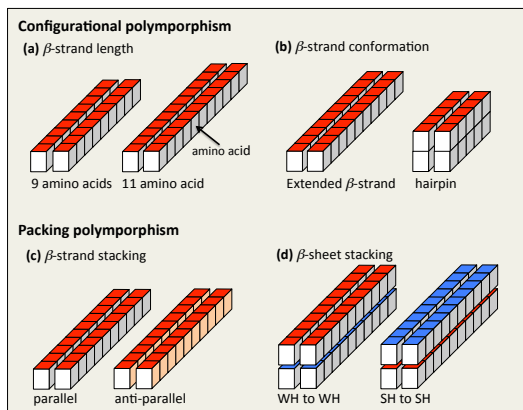 Configurational polymporphism
(a) β-strand length
(b) β-strand conformation
amino acid
9 amino acids
11 amino acid
Extended β-strand
hairpin
Packing polymorphism
(c) β-strand stacking
(d) β-sheet stacking
parallel
anti-parallel
WH to WH
SH to SH